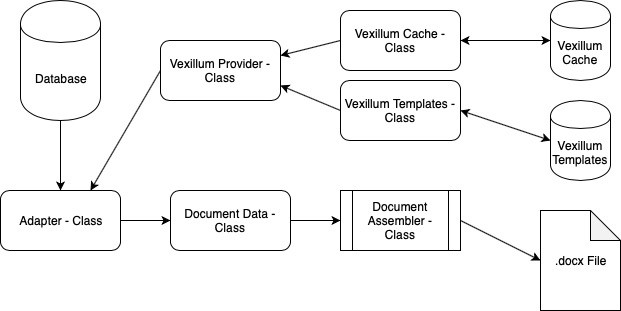 Database
Vexillum Provider -
Class
Vexillum Cache -
Class
Vexillum
Cache
Vexillum Templates -
Class
Vexillum
Templates
Adapter - Class
Document Data -
Class
Document
Assembler -
Class
.docx File